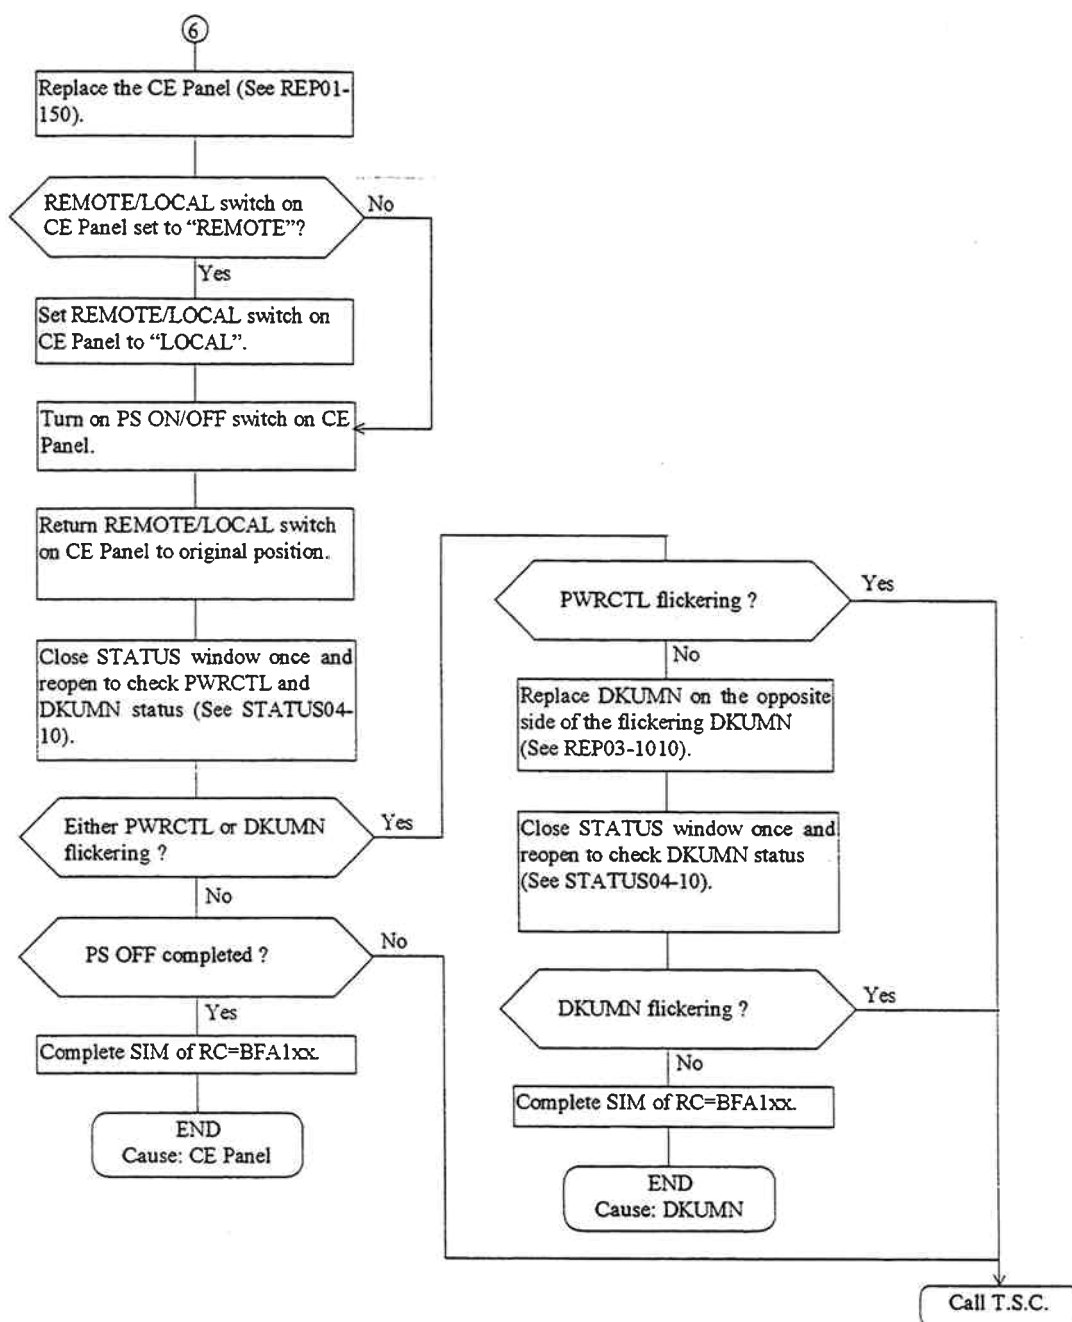 6
Replace the CE Panel (See REP01-
150).
REMOTE/LOCAL switch on
CE Panel set to “REMOTE”?
No
Yes
Set REMOTE/LOCAL switch on
CE Panel to “LOCAL”.
Turn on PS ON/OFF switch on CE
Panel.
Return REMOTE/LOCAL switch
on CE Panel to original position.
Close STATUS window once and
reopen to check PWRCTL and
DKUMN status (See STATUS04-
10).
Either PWRCTL or DKUMN
flickering ?
Yes
No
PS OFF completed ?
No
Yes
Complete SIM of RC=BFA1xx.
END
Cause: CE Panel
PWRCTL flickering ?
Yes
No
Replace DKUMN on the opposite
side of the flickering DKUMN
(See REP03-1010).
Close STATUS window once and
reopen to check DKUMN status
(See STATUS04-10).
DKUMN flickering ?
Yes
No
Complete SIM of RC=BFA1xx.
END
Cause: DKUMN
Call T.S.C.